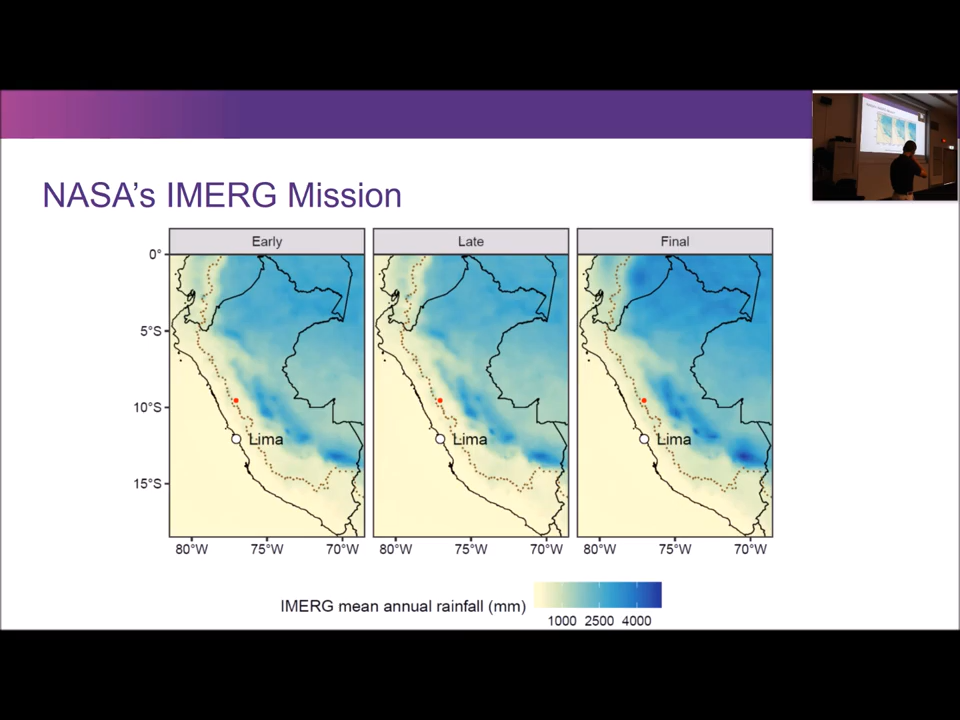 NASA's IMERG Mission
Early Late Final
0°
5°S
10°S
Lima Lima Lima
15°S
80°W 75°W 70°W 80°W 75°W 70°W 80°W 75°W 70°W
IMERG mean annual rainfall (mm)
1000 2500 4000